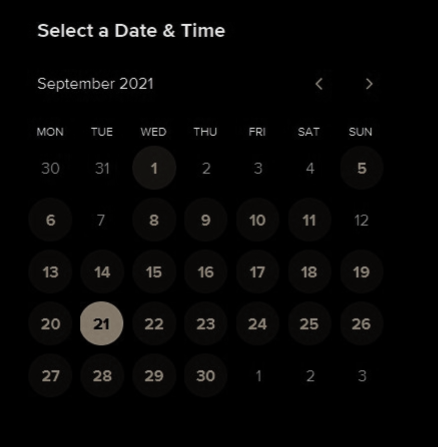 Select a Date & Time
September 2021
MON TUE WED THU FRI SAT SUN
30 31 1 2 3 4 5
6 7 8 9 10 11 12
13 14 15 16 17 18 19
20 21 22 23 24 25 26
27 28 29 30 1 2 3